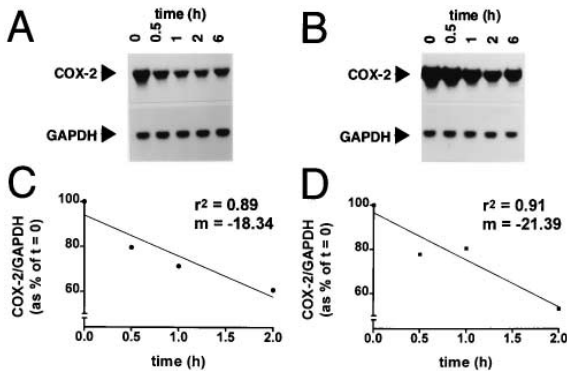 A
time (h)
0 0.5 1 2 6
COX-2
GAPDH
B
time (h)
0 0.5 1 2 6
COX-2
GAPDH
C
COX-2/GAPDH
(as % of t = 0)
100
80
60
r² = 0.89
m = -18.34
0.0 0.5 1.0 1.5 2.0
time (h)
D
COX-2/GAPDH
(as % of t = 0)
100
80
60
r² = 0.91
m = -21.39
0.0 0.5 1.0 1.5 2.0
time (h)